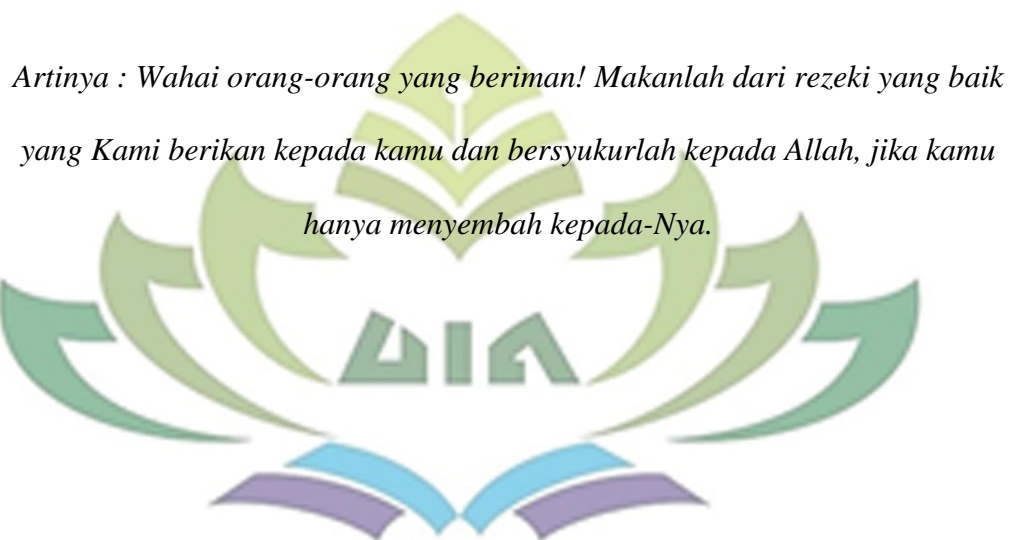 Artinya : Wahai orang-orang yang beriman! Makanlah dari rezeki yang baik
yang Kami berikan kepada kamu dan bersyukurlah kepada Allah, jika kamu
hanya menyembah kepada-Nya.
UIN